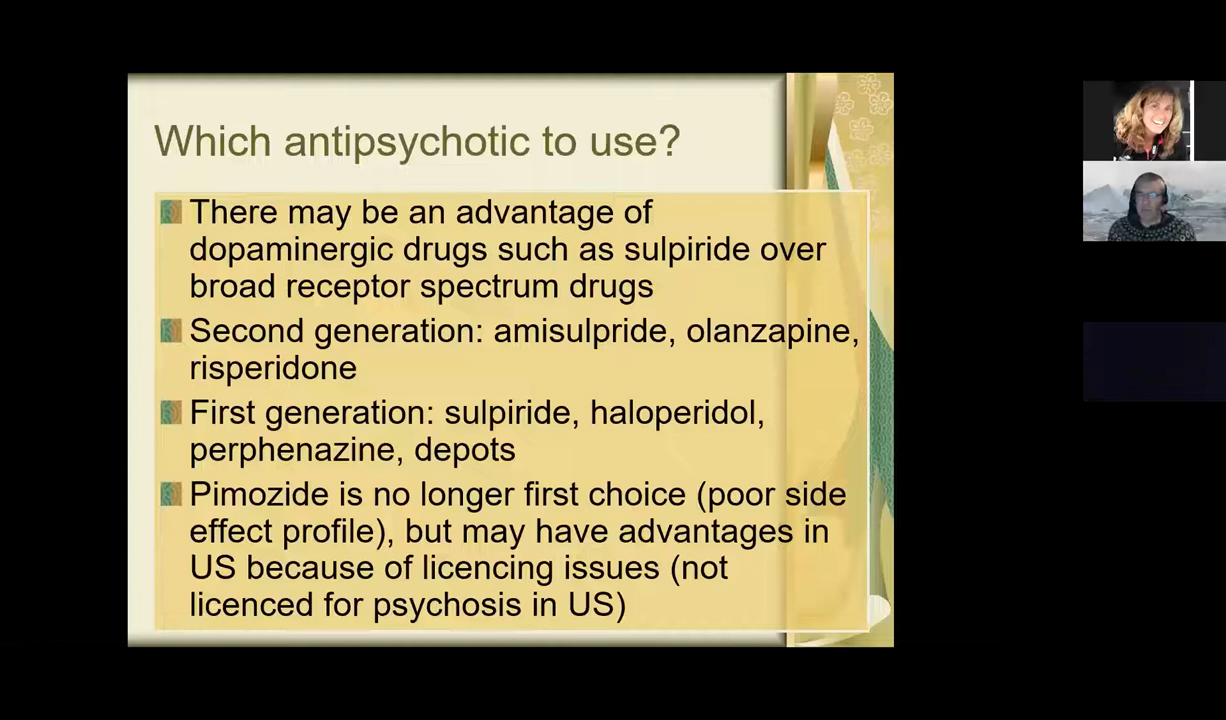 Which antipsychotic to use?
There may be an advantage of
dopaminergic drugs such as sulpiride over
broad receptor spectrum drugs
Second generation: amisulpride, olanzapine,
risperidone
First generation: sulpiride, haloperidol,
perphenazine, depots
Pimozide is no longer first choice (poor side
effect profile), but may have advantages in
US because of licencing issues (not
licenced for psychosis in US)